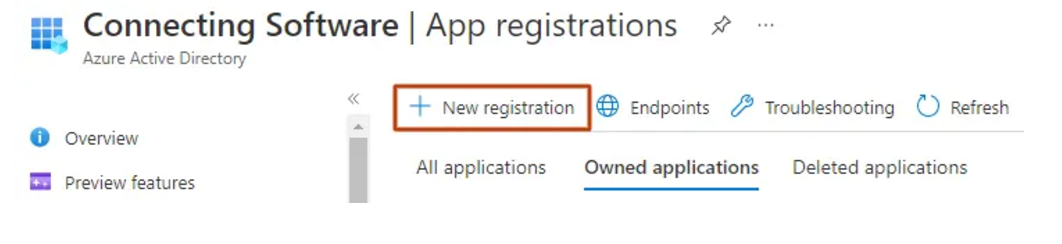 Connecting Software | App registrations
Azure Active Directory
New registration Endpoints Troubleshooting Refresh
Overview
All applications Owned applications Deleted applications
Preview features